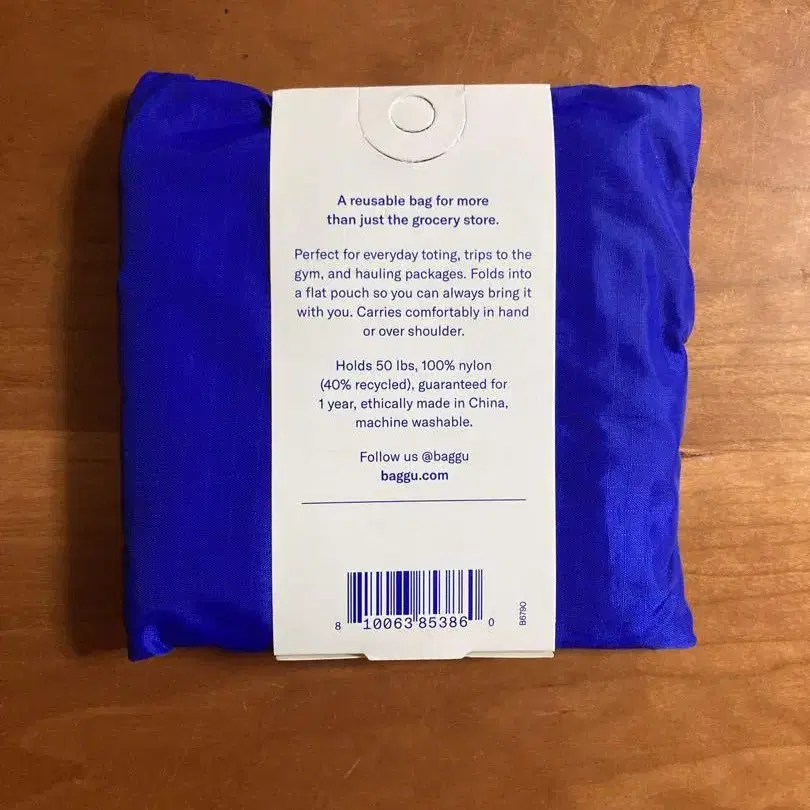 A reusable bag for more
than just the grocery store.
Perfect for everyday toting, trips to the
gym, and hauling packages. Folds into
a flat pouch so you can always bring it
with you. Carries comfortably in hand
or over shoulder.
Holds 50 lbs, 100% nylon
(40% recycled), guaranteed for
1 year, ethically made in China,
machine washable.
Follow us @baggu
baggu.com
8 10063 85386 0
B6790